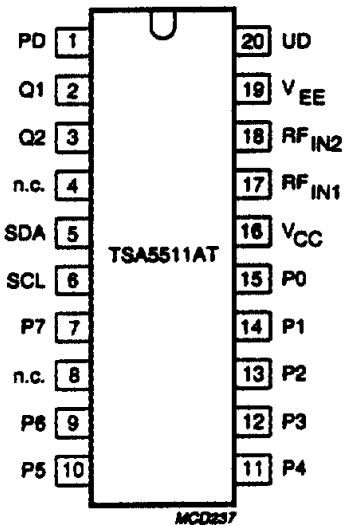 PD 1 20 UD
Q1 2 19 VEE
Q2 3 18 RFIN2
n.c. 4 17 RFIN1
SDA 5 16 VCC
TSA5511AT
SCL 6 15 P0
P7 7 14 P1
n.c. 8 13 P2
P6 9 12 P3
P5 10 11 P4
MCD237